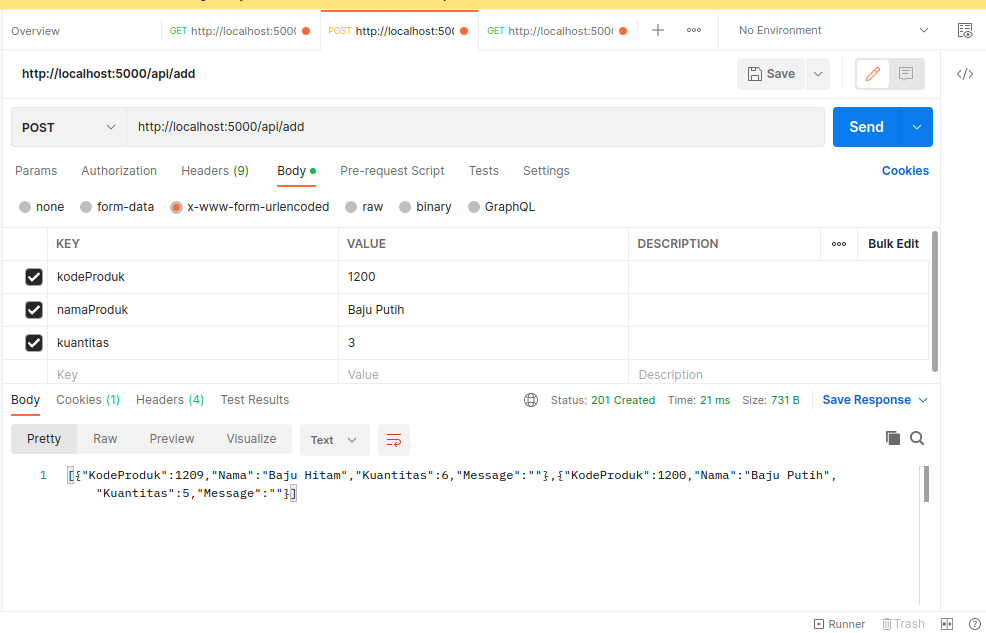 Overview GET http://localhost:500( POST http://localhost:50( GET http://localhost:500( No Environment
http://localhost:5000/api/add Save
POST http://localhost:5000/api/add Send
Params Authorization Headers (9) Body Pre-request Script Tests Settings Cookies
none form-data x-www-form-urlencoded raw binary GraphQL
KEY VALUE DESCRIPTION Bulk Edit
kodeProduk 1200
namaProduk Baju Putih
kuantitas 3
Key Value Description
Body Cookies (1) Headers (4) Test Results Status: 201 Created Time: 21 ms Size: 731 B Save Response
Pretty Raw Preview Visualize Text
1 [{"KodeProduk":1209,"Nama":"Baju Hitam","Kuantitas":6,"Message":""},{"KodeProduk":1200,"Nama":"Baju Putih",
"Kuantitas":5,"Message":""}]
Runner Trash